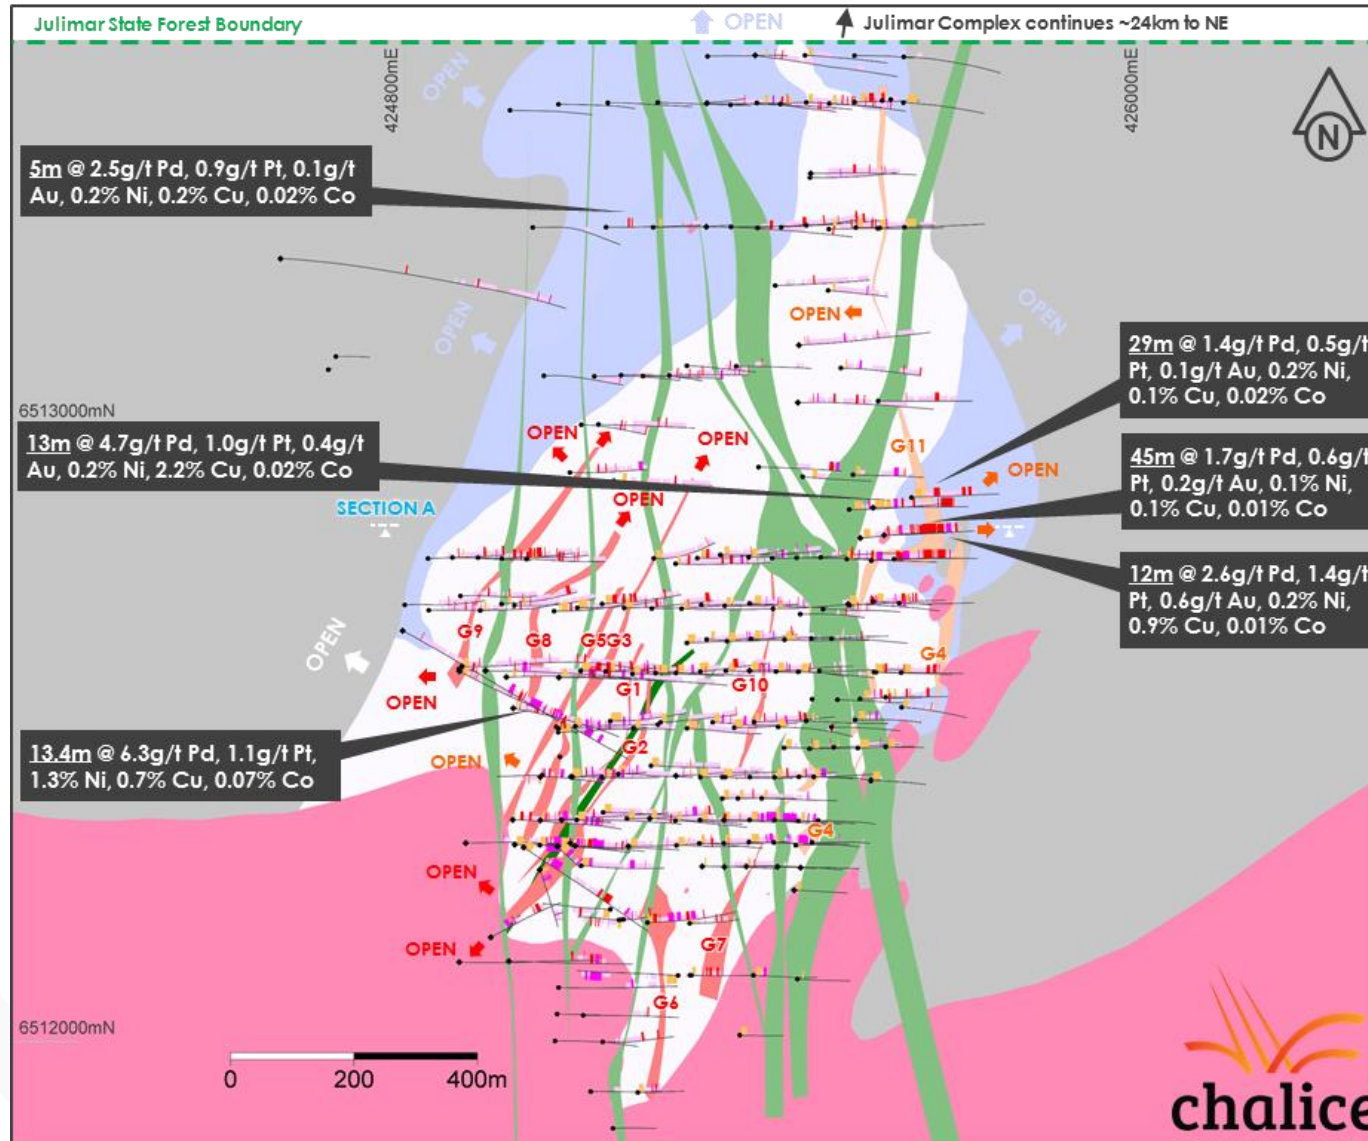 Julimar State Forest Boundary
OPEN
Julimar Complex continues ~24km to NE
OPEN
424800mE
426000mE
N
5m @ 2.5g/t Pd, 0.9g/t Pt, 0.1g/t
Au, 0.2% Ni, 0.2% Cu, 0.02% Co
OPEN
OPEN
OPEN
29m @ 1.4g/t Pd, 0.5g/t
Pt, 0.1g/t Au, 0.2% Ni,
0.1% Cu, 0.02% Co
6513000mN
13m @ 4.7g/t Pd, 1.0g/t Pt, 0.4g/t
Au, 0.2% Ni, 2.2% Cu, 0.02% Co
OPEN
OPEN
G11
OPEN
45m @ 1.7g/t Pd, 0.6g/t
Pt, 0.2g/t Au, 0.1% Ni,
0.1% Cu, 0.01% Co
OPEN
SECTION A
12m @ 2.6g/t Pd, 1.4g/t
Pt, 0.6g/t Au, 0.2% Ni,
0.9% Cu, 0.01% Co
OPEN
G9
G8
G5
G3
G4
G1
G10
OPEN
G2
OPEN
13.4m @ 6.3g/t Pd, 1.1g/t Pt,
1.3% Ni, 0.7% Cu, 0.07% Co
G4
OPEN
OPEN
G7
G6
6512000mN
0 200 400m
chalice